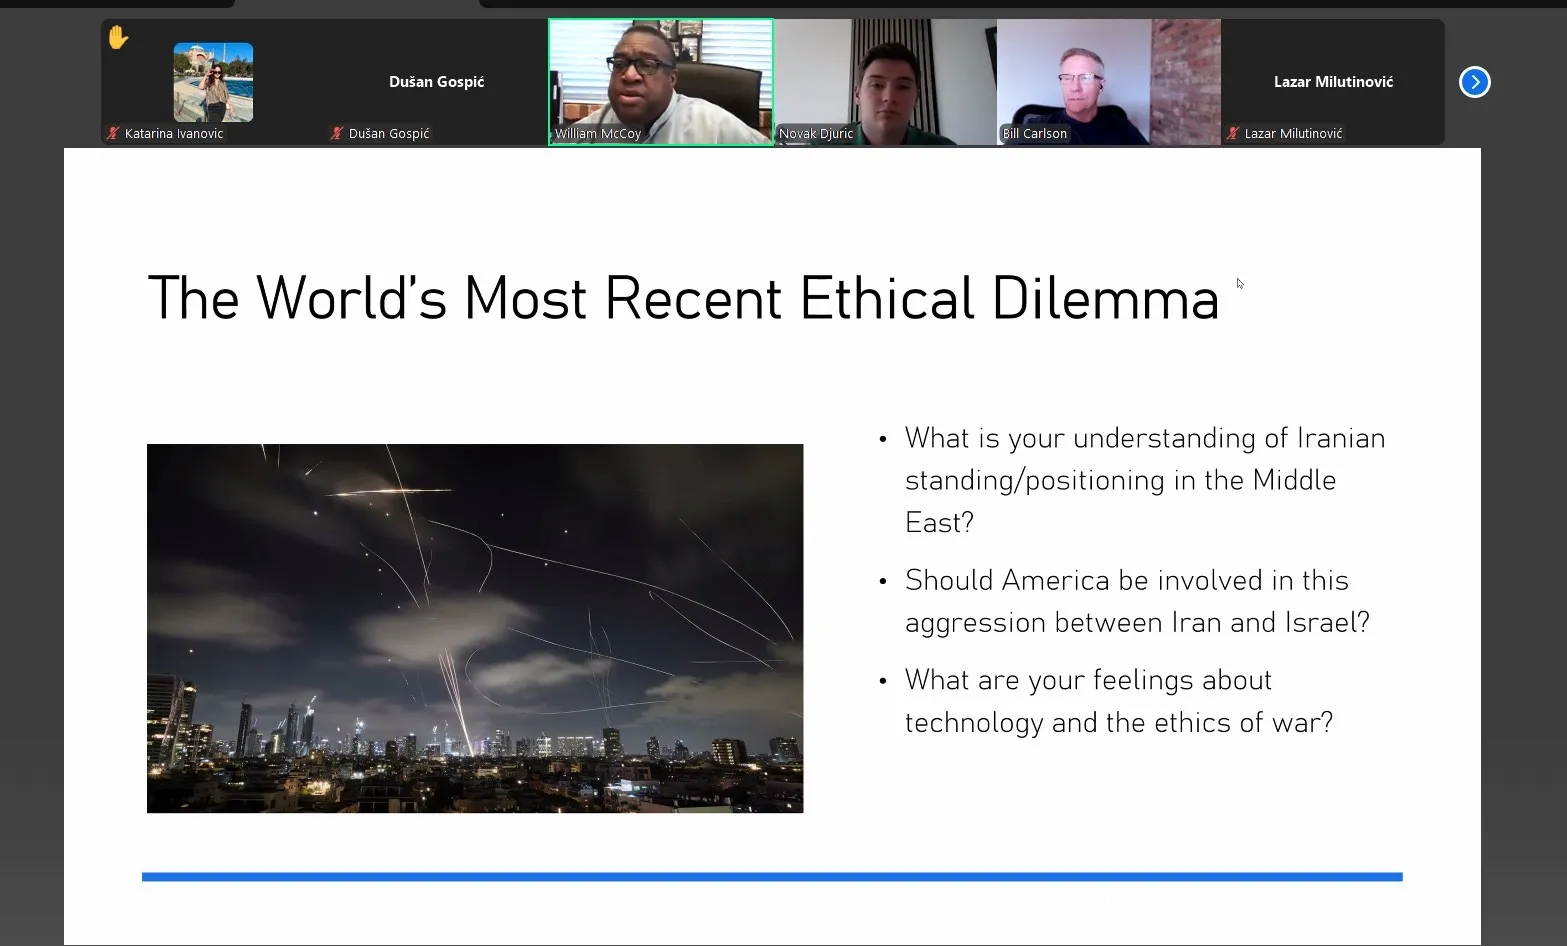 Dušan Gospić
Lazar Milutinović
Katarina Ivanovic
Dušan Gospić
William McCoy
Novak Djuric
Bill Carlson
Lazar Milutinović
The World's Most Recent Ethical Dilemma
• What is your understanding of Iranian
standing/positioning in the Middle
East?
• Should America be involved in this
aggression between Iran and Israel?
• What are your feelings about
technology and the ethics of war?